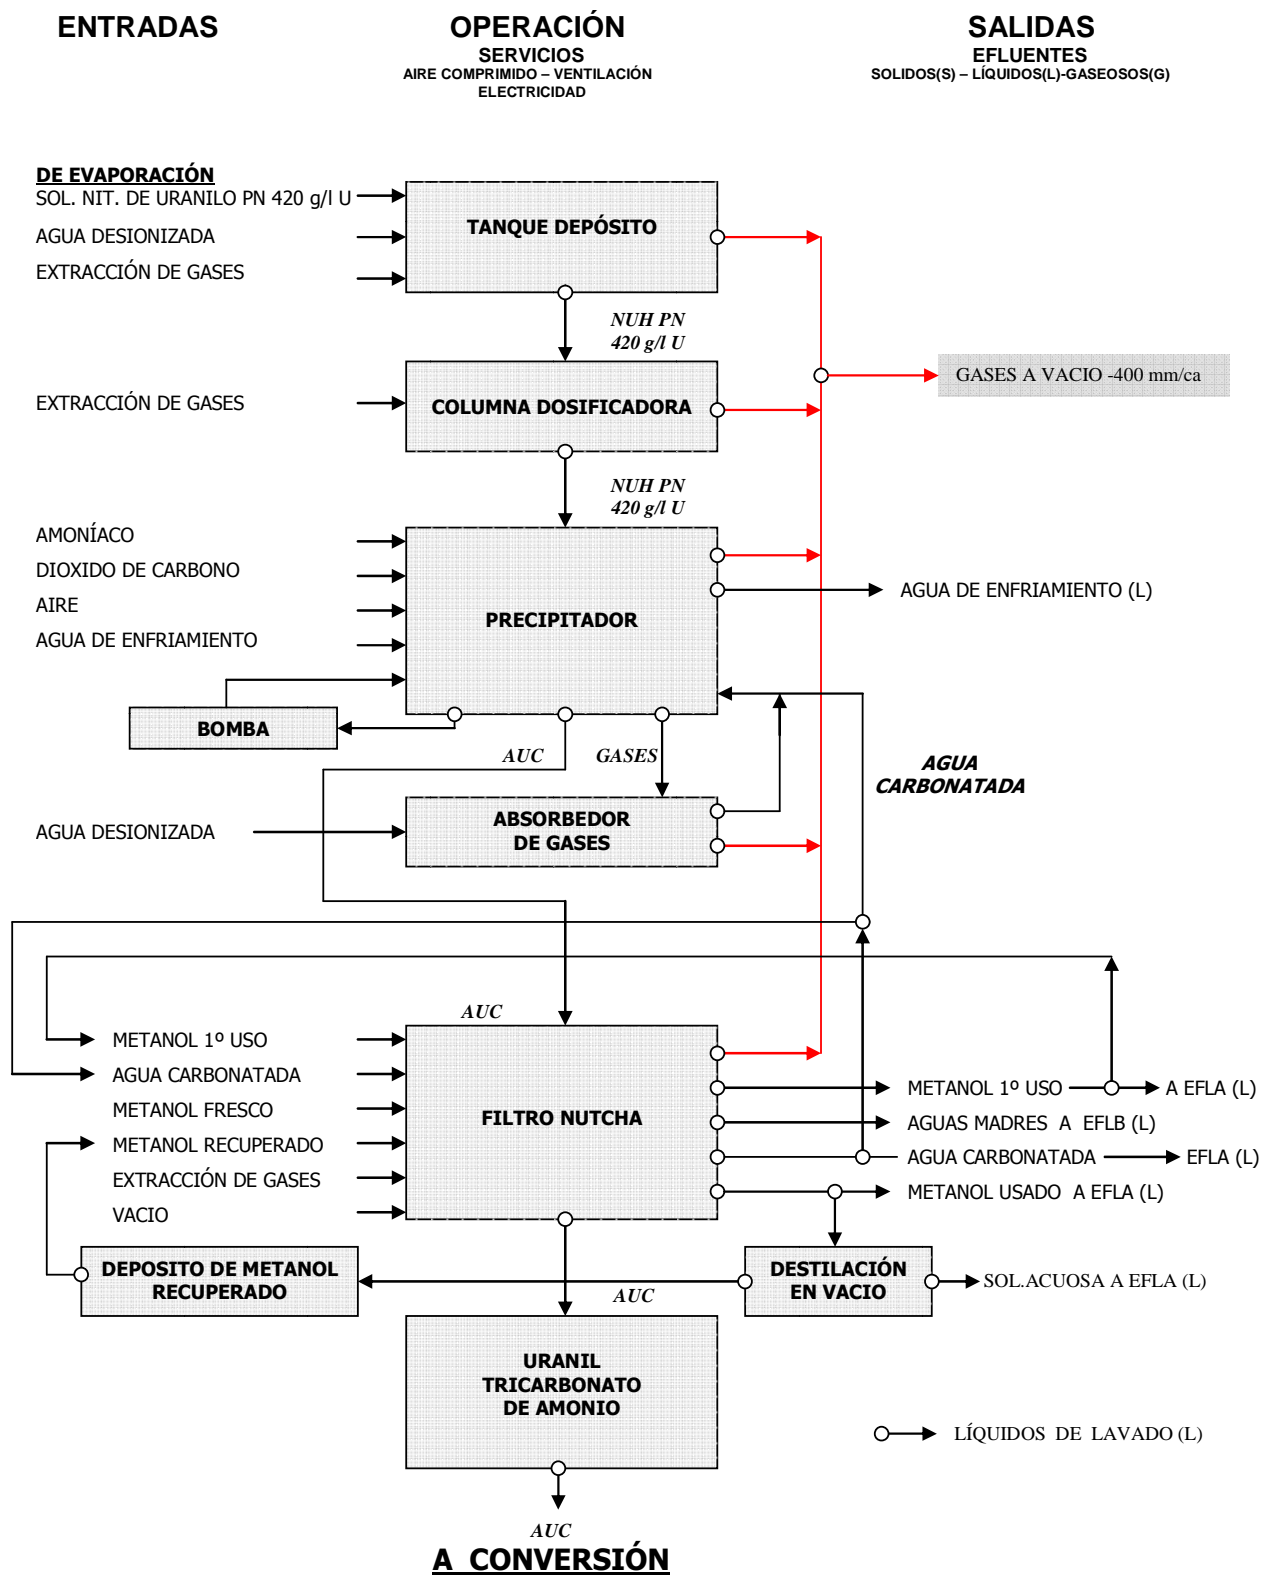 ENTRADAS
OPERACIÓN
SERVICIOS
AIRE COMPRIMIDO – VENTILACIÓN
ELECTRICIDAD
SALIDAS
EFLUENTES
SOLIDOS(S) – LÍQUIDOS(L)-GASEOSOS(G)
DE EVAPORACIÓN
SOL. NIT. DE URANILO PN 420 g/l U
AGUA DESIONIZADA
EXTRACCIÓN DE GASES
TANQUE DEPÓSITO
NUH PN
420 g/l U
GASES A VACIO -400 mm/ca
EXTRACCIÓN DE GASES
COLUMNA DOSIFICADORA
NUH PN
420 g/l U
AMONÍACO
DIOXIDO DE CARBONO
AIRE
AGUA DE ENFRIAMIENTO
PRECIPITADOR
AGUA DE ENFRIAMIENTO (L)
BOMBA
AUC
GASES
AGUA
CARBONATADA
AGUA DESIONIZADA
ABSORBEDOR
DE GASES
AUC
METANOL 1º USO
AGUA CARBONATADA
METANOL FRESCO
METANOL RECUPERADO
EXTRACCIÓN DE GASES
VACIO
FILTRO NUTCHA
METANOL 1º USO
A EFLA (L)
AGUAS MADRES A EFLB (L)
AGUA CARBONATADA
EFLA (L)
METANOL USADO A EFLA (L)
DEPOSITO DE METANOL
RECUPERADO
DESTILACIÓN
EN VACIO
SOL.ACUOSA A EFLA (L)
AUC
URANIL
TRICARBONATO
DE AMONIO
LÍQUIDOS DE LAVADO (L)
AUC
A CONVERSIÓN